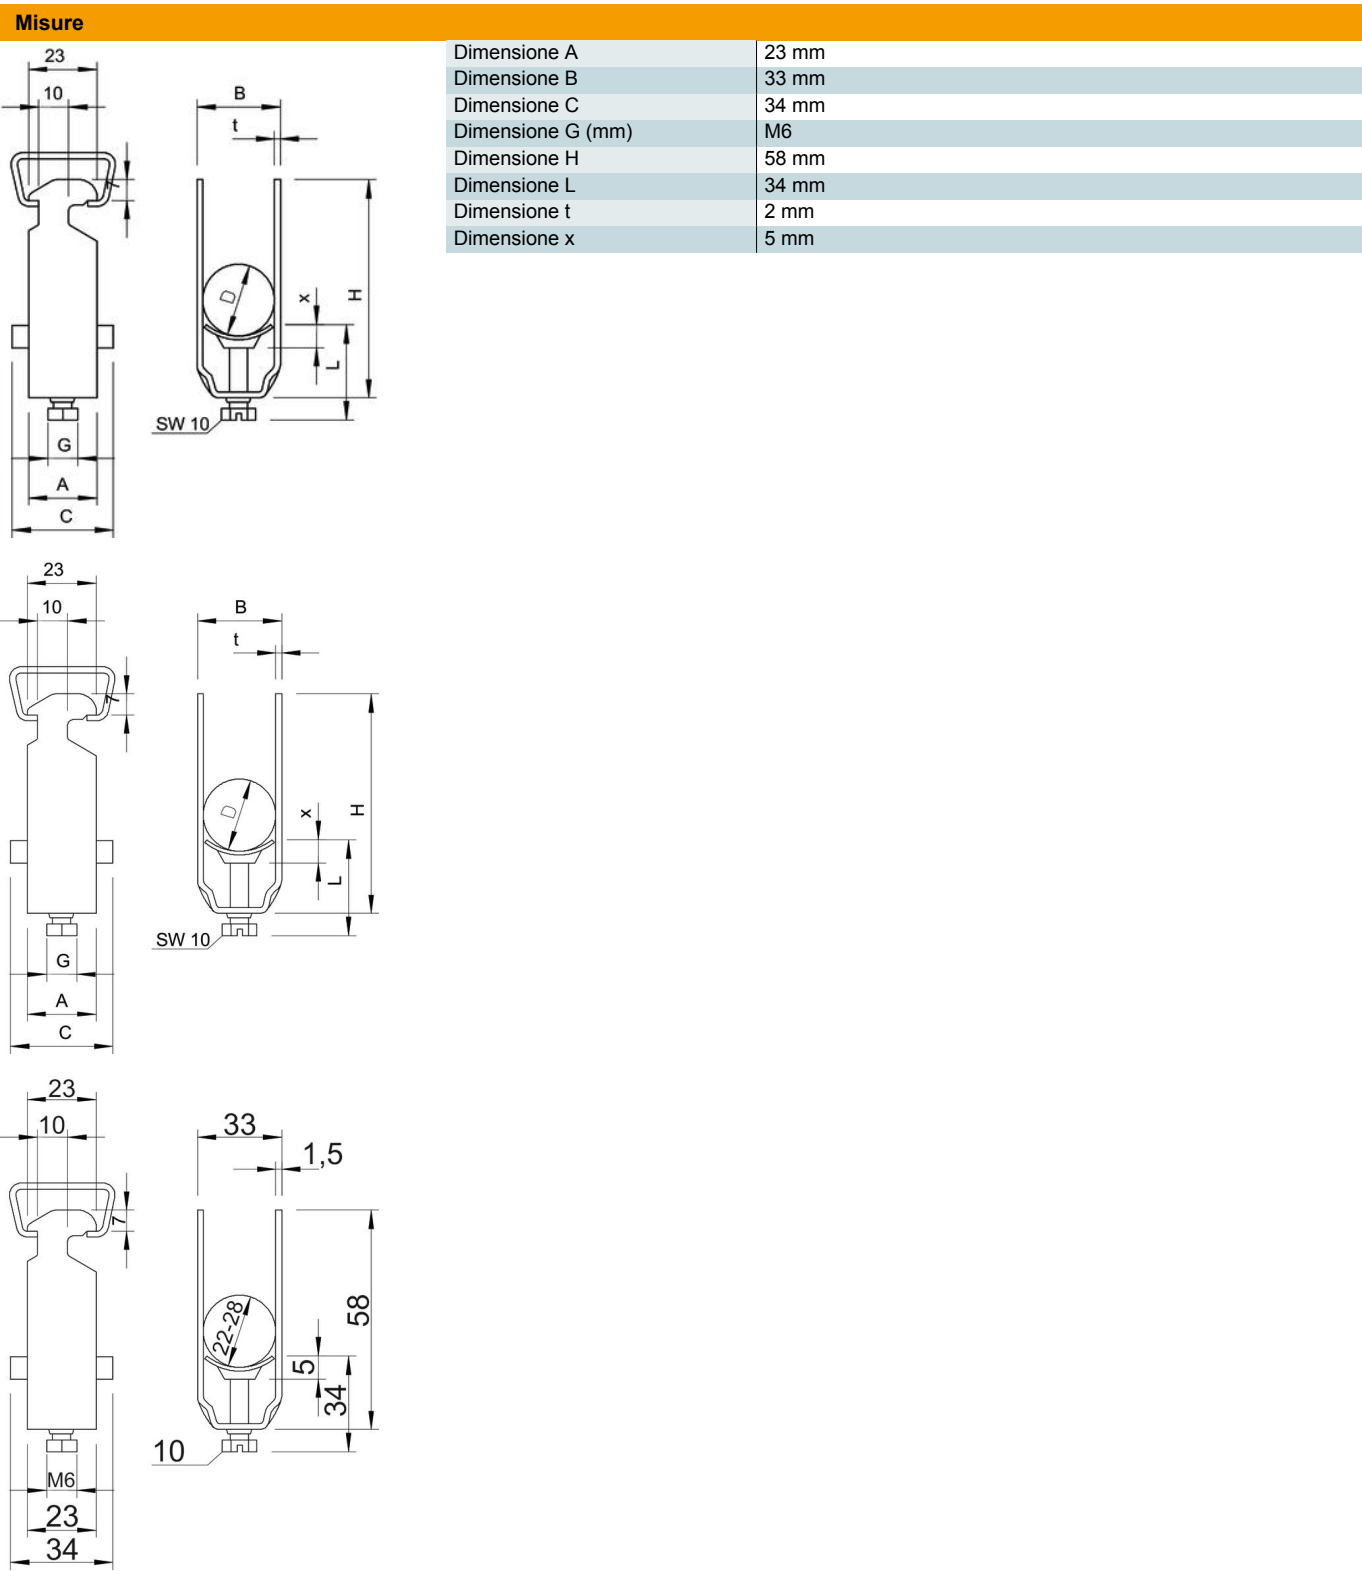 Misure
Dimensione A 23 mm
Dimensione B 33 mm
Dimensione C 34 mm
Dimensione G (mm) M6
Dimensione H 58 mm
Dimensione L 34 mm
Dimensione t 2 mm
Dimensione x 5 mm
23
10
7
B
t
D
x
H
L
SW 10
G
A
C
23
10
7
B
t
D
x
H
L
SW 10
G
A
C
23
10
7
33
1,5
22-28
58
5
34
10
M6
23
34